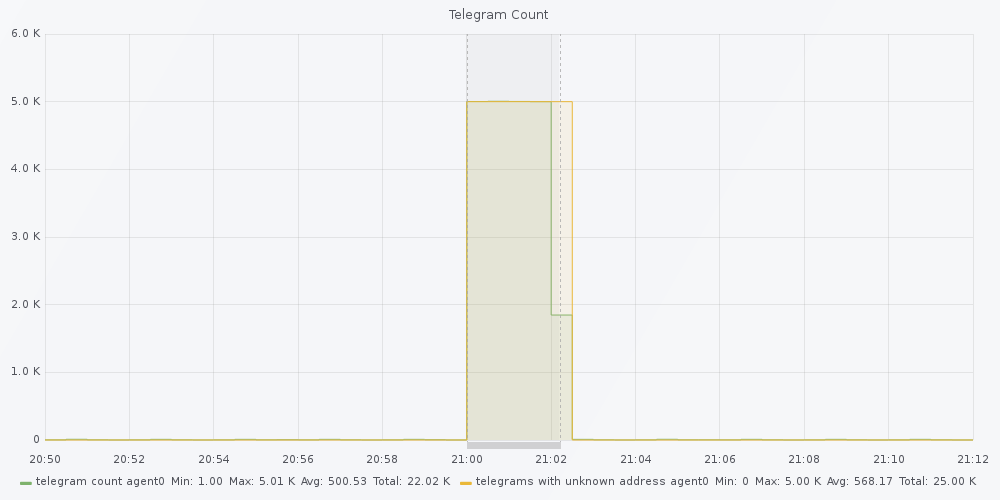 Telegram Count
6.0 K
5.0 K
4.0 K
3.0 K
2.0 K
1.0 K
0
20:50 20:52 20:54 20:56 20:58 21:00 21:02 21:04 21:06 21:08 21:10 21:12
telegram count agent0 Min: 1.00 Max: 5.01 K Avg: 500.53 Total: 22.02 K telegrams with unknown address agent0 Min: 0 Max: 5.00 K Avg: 568.17 Total: 25.00 K